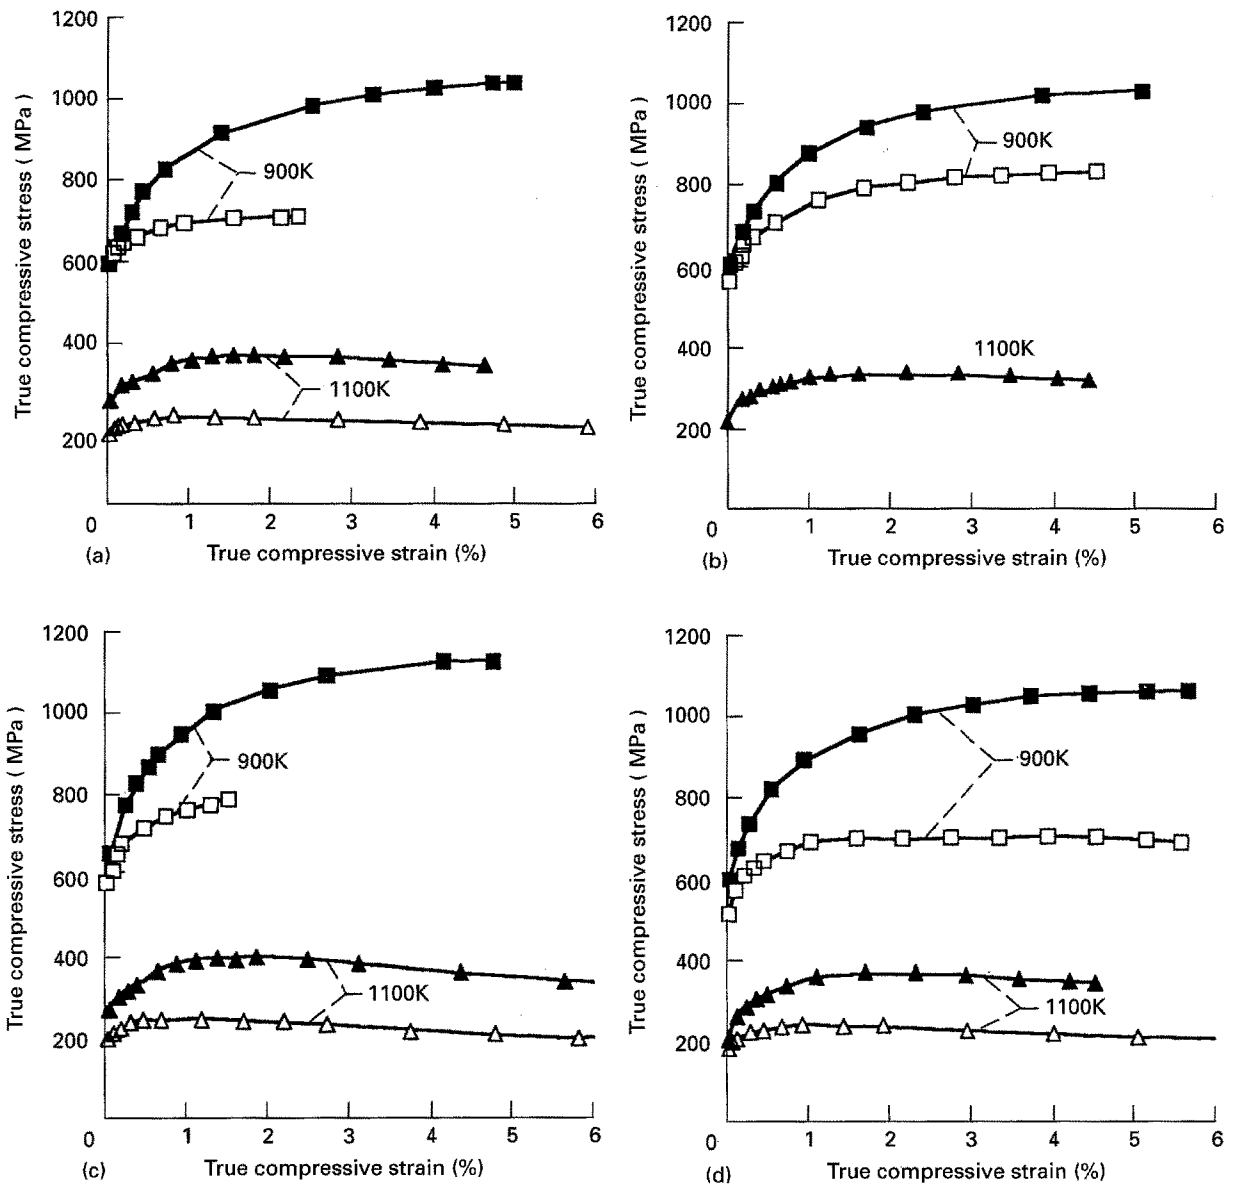 1200
1000
800
600
400
200
True compressive stress ( MPa )
900K
1100K
0 1 2 3 4 5 6
(a) True compressive strain (%)
1200
1000
800
600
400
200
True compressive stress ( MPa )
900K
1100K
0 1 2 3 4 5 6
(b) True compressive strain (%)
1200
1000
800
600
400
200
True compressive stress ( MPa )
900K
1100K
0 1 2 3 4 5 6
(c) True compressive strain (%)
1200
1000
800
600
400
200
True compressive stress ( MPa )
900K
1100K
0 1 2 3 4 5 6
(d) True compressive strain (%)